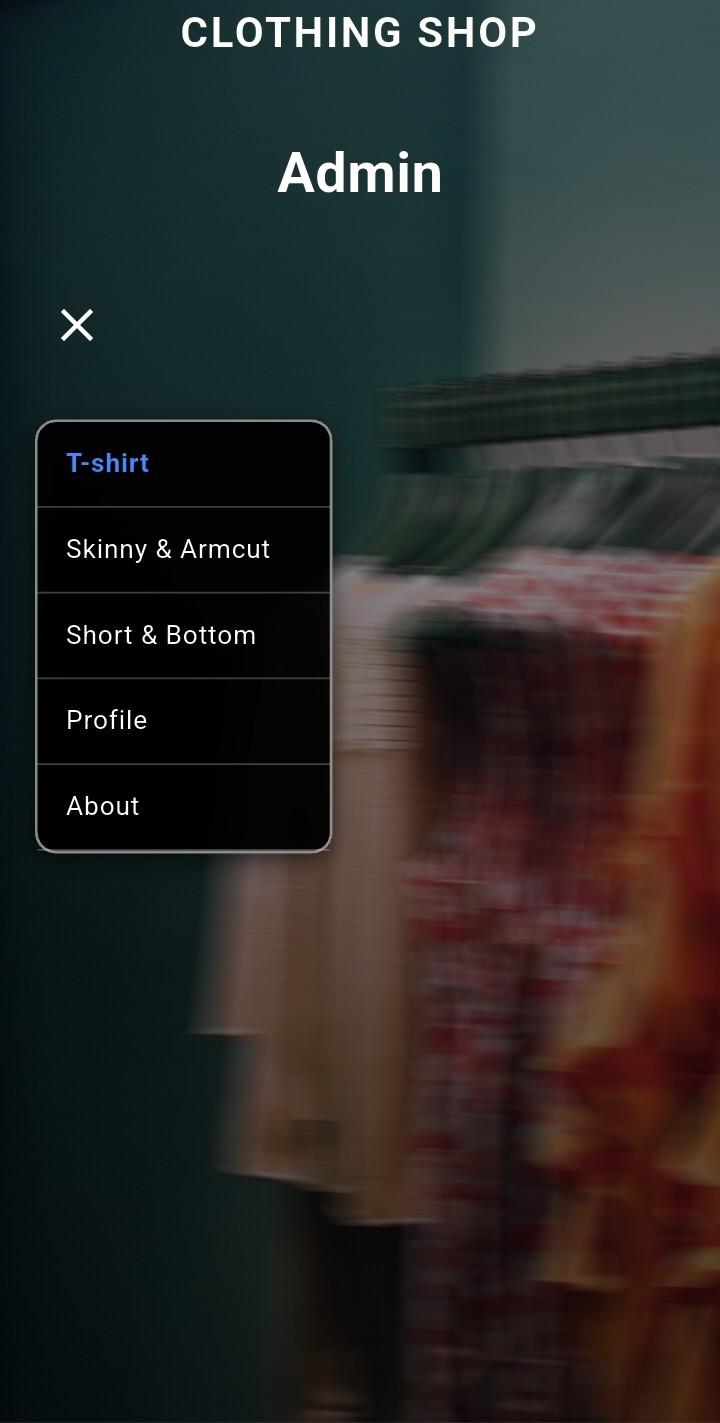 CLOTHING SHOP
Admin
T-shirt
Skinny & Armcut
Short & Bottom
Profile
About